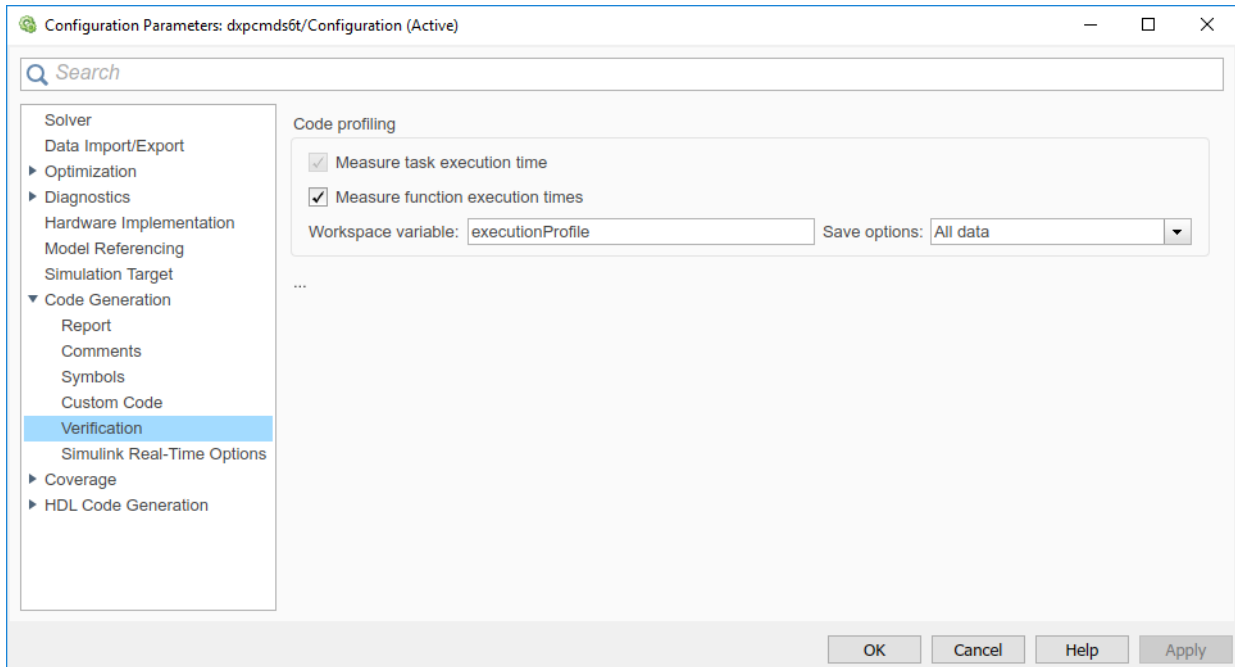 Configuration Parameters: dxpcmds6t/Configuration (Active)
Search
Solver
Data Import/Export
Optimization
Diagnostics
Hardware Implementation
Model Referencing
Simulation Target
Code Generation
Report
Comments
Symbols
Custom Code
Verification
Simulink Real-Time Options
Coverage
HDL Code Generation
Code profiling
Measure task execution time
Measure function execution times
Workspace variable: executionProfile Save options: All data
...
OK Cancel Help Apply